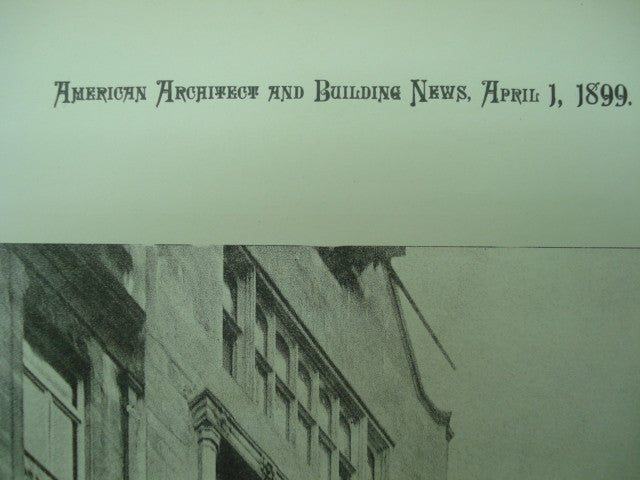 American Architect and Building News, April 1, 1899.